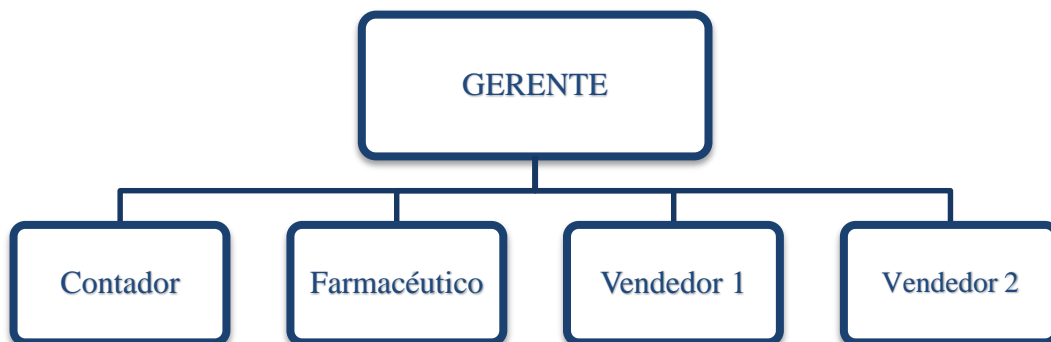 GERENTE
Contador
Farmacéutico
Vendedor 1
Vendedor 2